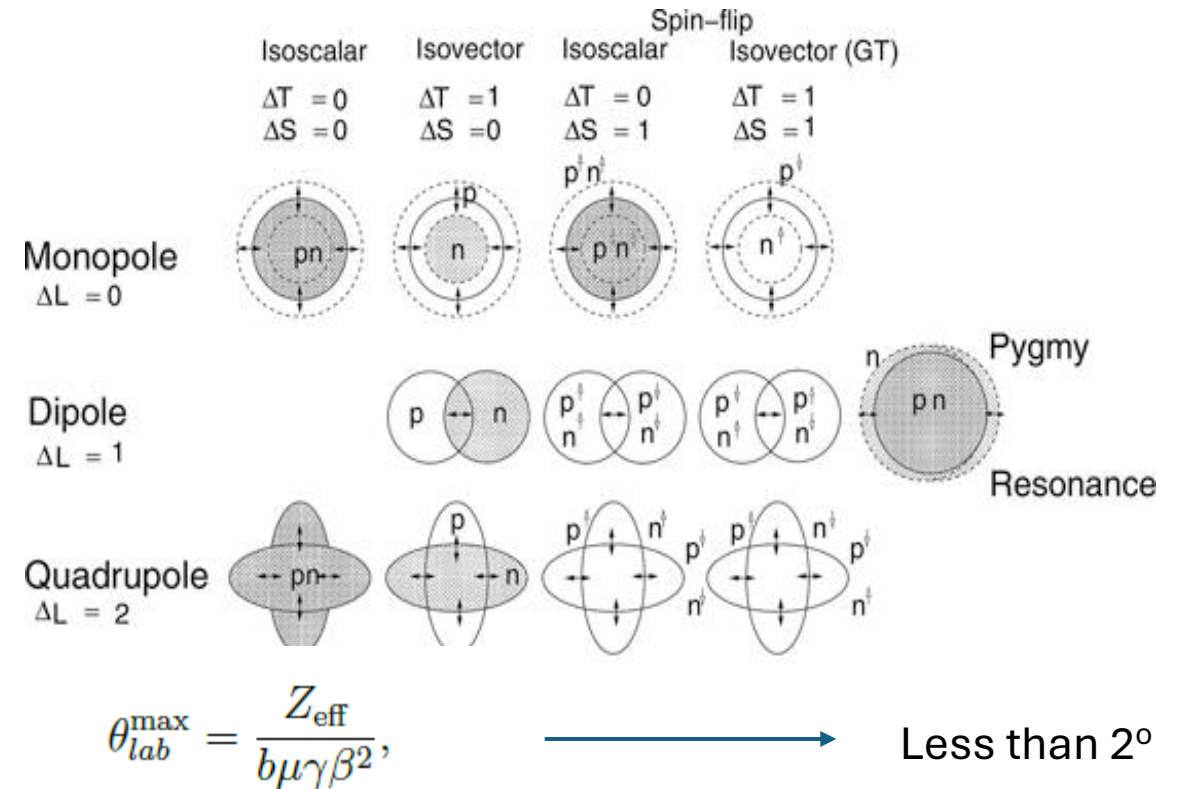 Spin–flip
Isoscalar Isovector Isoscalar Isovector (GT)
ΔT = 0 ΔT = 1 ΔT = 0 ΔT = 1
ΔS = 0 ΔS = 0 ΔS = 1 ΔS = 1
p n p
p
pn n p n n
Monopole
ΔL = 0
Pygmy
n
p n
Dipole
ΔL = 1
p n p p p p
n n n n
Resonance
p p n p n
p p
Quadrupole
ΔL = 2
pn n
n n
θ_lab^max = Z_eff / bμγβ²,
Less than 2º